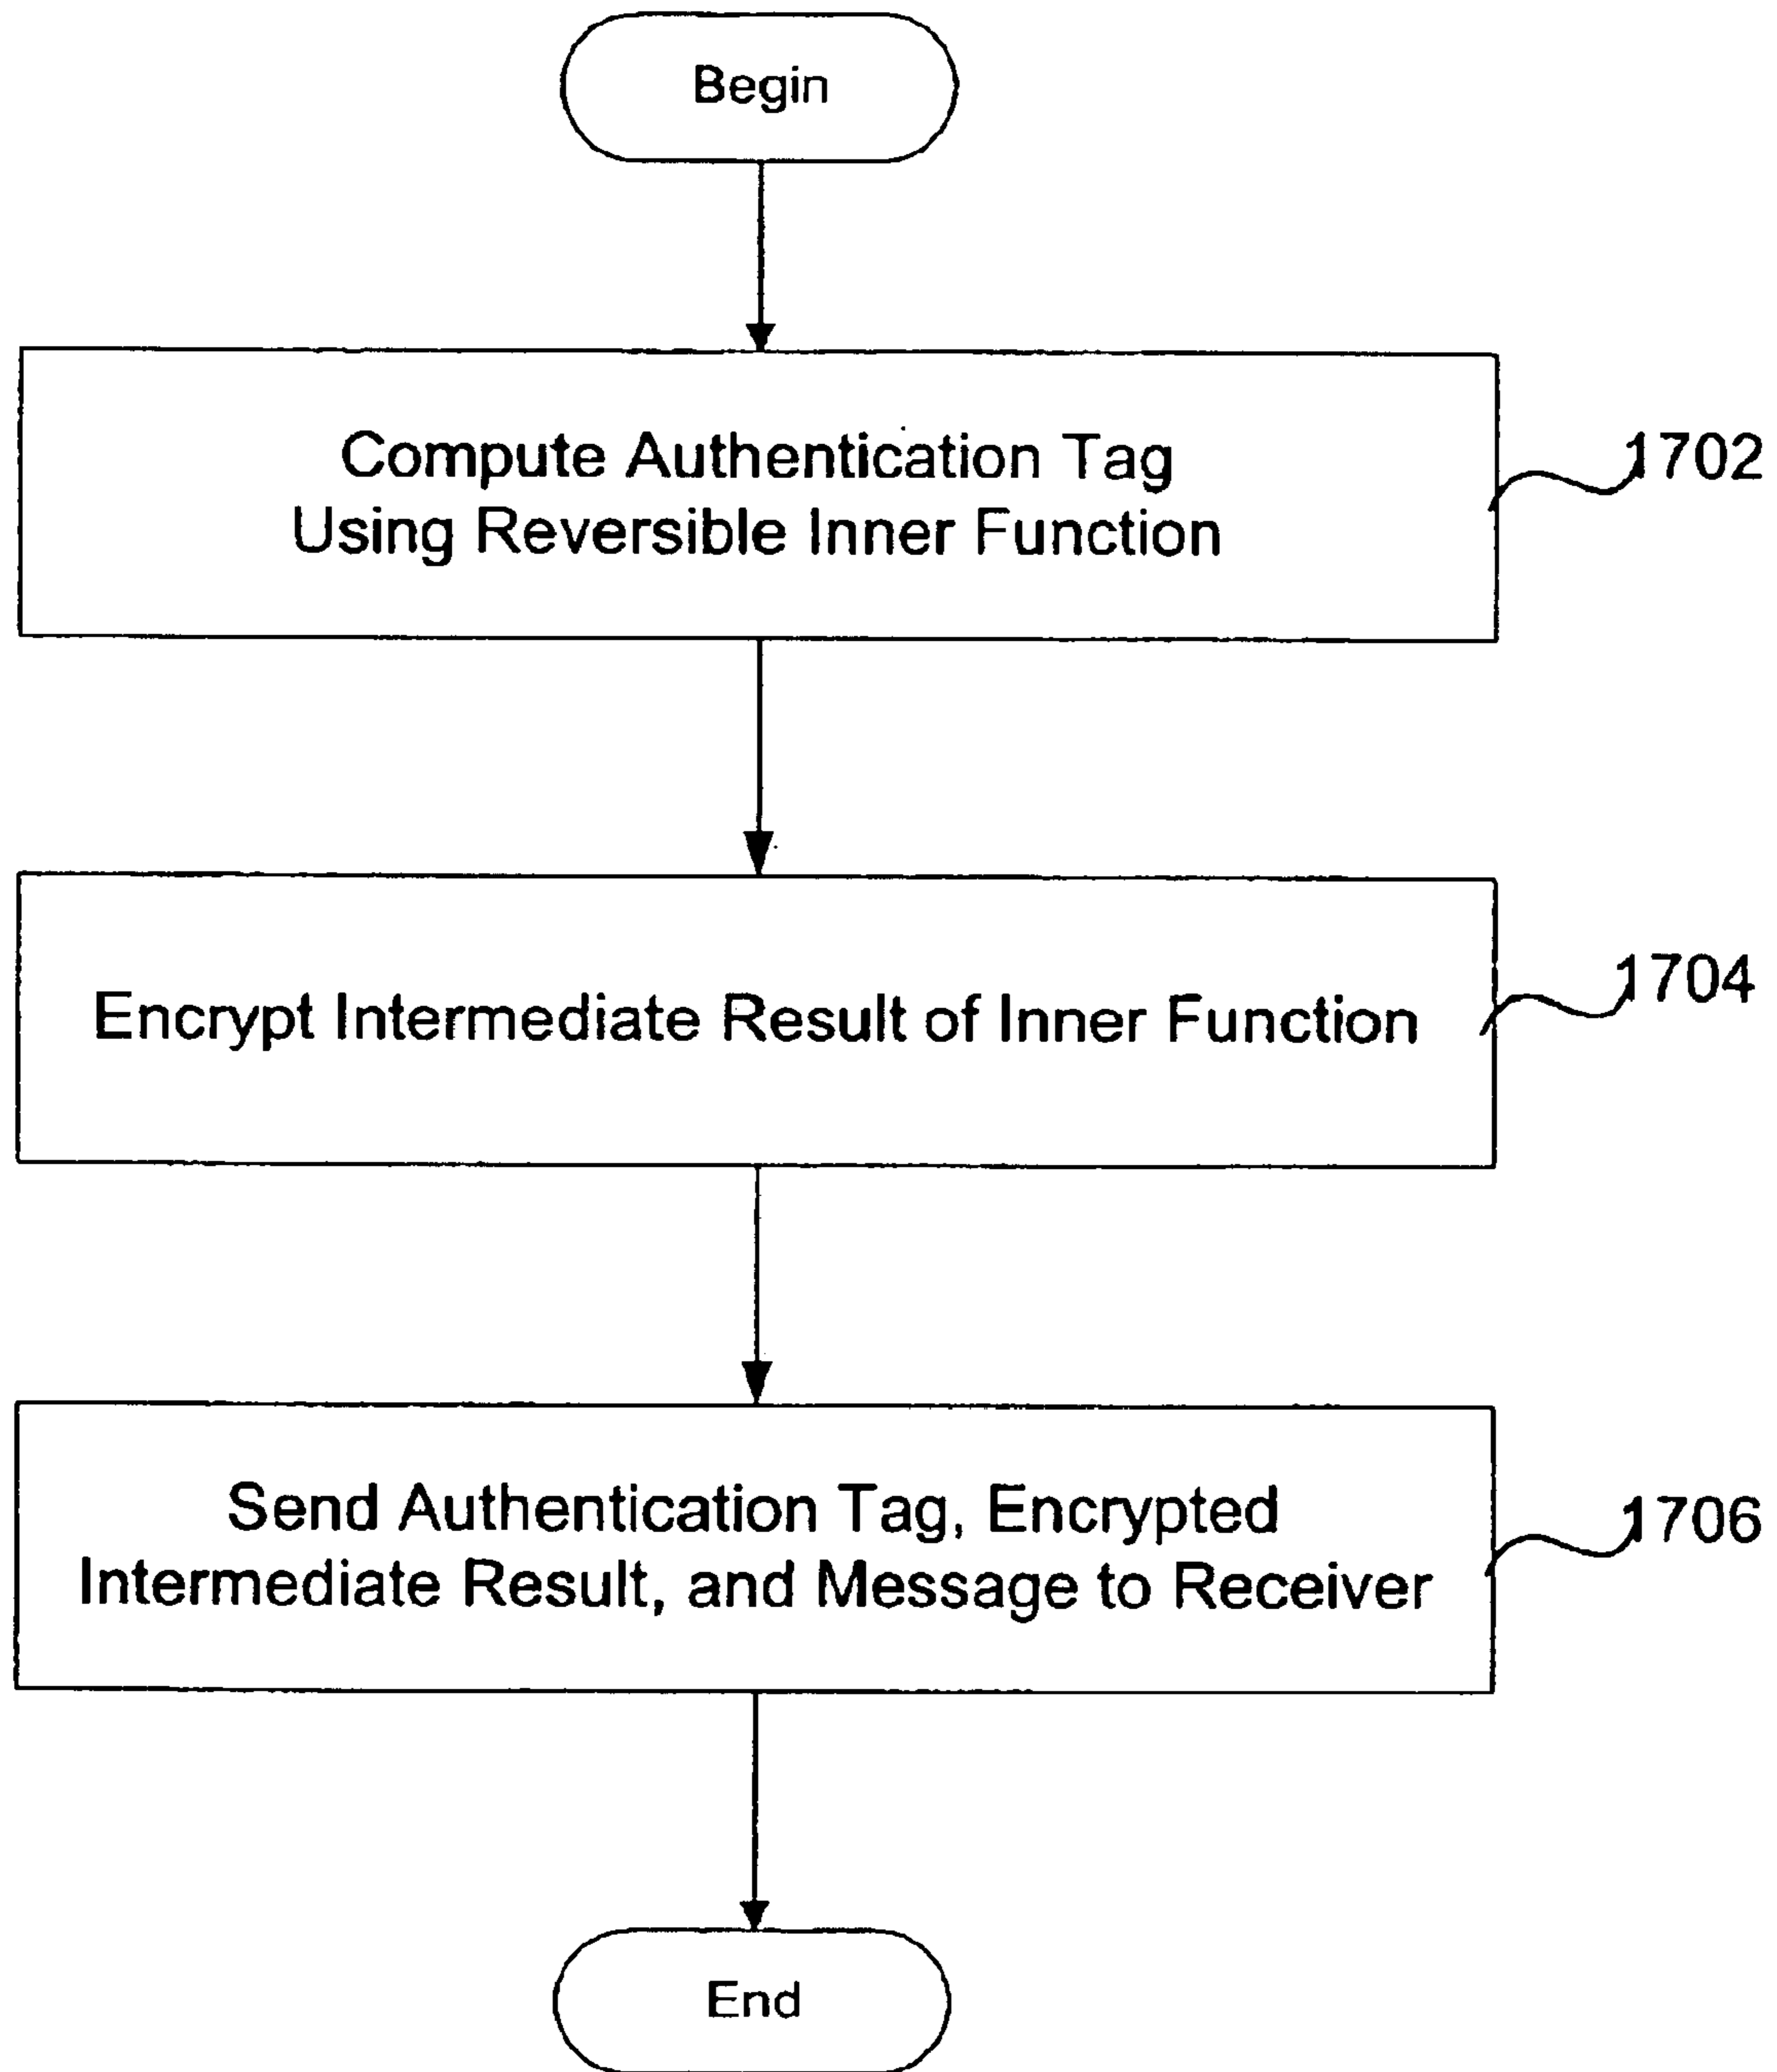 Begin
Compute Authentication Tag
Using Reversible Inner Function
1702
Encrypt Intermediate Result of Inner Function
1704
Send Authentication Tag, Encrypted
Intermediate Result, and Message to Receiver
1706
End